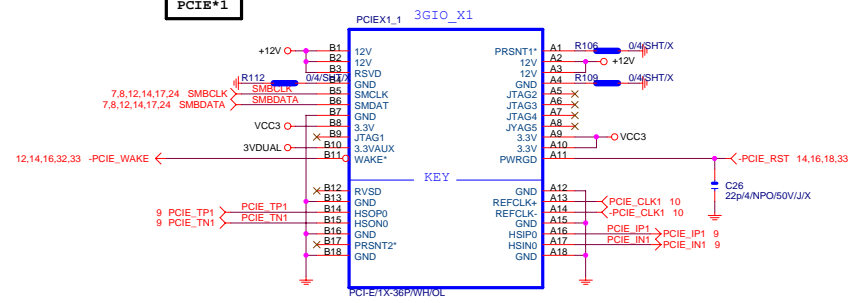 PCIE*1
PCIEX1_1 3GIO_X1
+12V B1 12V PRSNT1* A1 R106 0/4/SHT/X
B2 12V 12V A2 +12V
B3 RSVD 12V A3
R112 0/4/SHT/X GND GND A4 R109 0/4/SHT/X
7,8,12,14,17,24 SMBCLK SMBCLK B5 SMCLK JTAG2 A5
7,8,12,14,17,24 SMBDATA SMBDATA B6 SMDAT JTAG3 A6
B7 GND JTAG4 A7
VCC3 B8 3.3V JYAG5 A8
B9 JTAG1 3.3V A9 VCC3
3VDUAL B10 3.3VAUX 3.3V A10
12,14,16,32,33 -PCIE_WAKE B11 WAKE* PWRGD A11 -PCIE_RST 14,16,18,33
KEY
C26
22p/4/NPO/50V/J/X
B12 RVSD GND A12
B13 GND REFCLK+ A13 PCIE_CLK1 10
9 PCIE_TP1 PCIE_TP1 B14 HSOP0 REFCLK- A14 -PCIE_CLK1 10
9 PCIE_TN1 PCIE_TN1 B15 HSON0 GND A15
B16 GND HSIP0 A16 PCIE_IP1 PCIE_IP1 9
B17 PRSNT2* HSIN0 A17 PCIE_IN1 PCIE_IN1 9
B18 GND GND A18
PCI-E/1X-36P/WH/OL